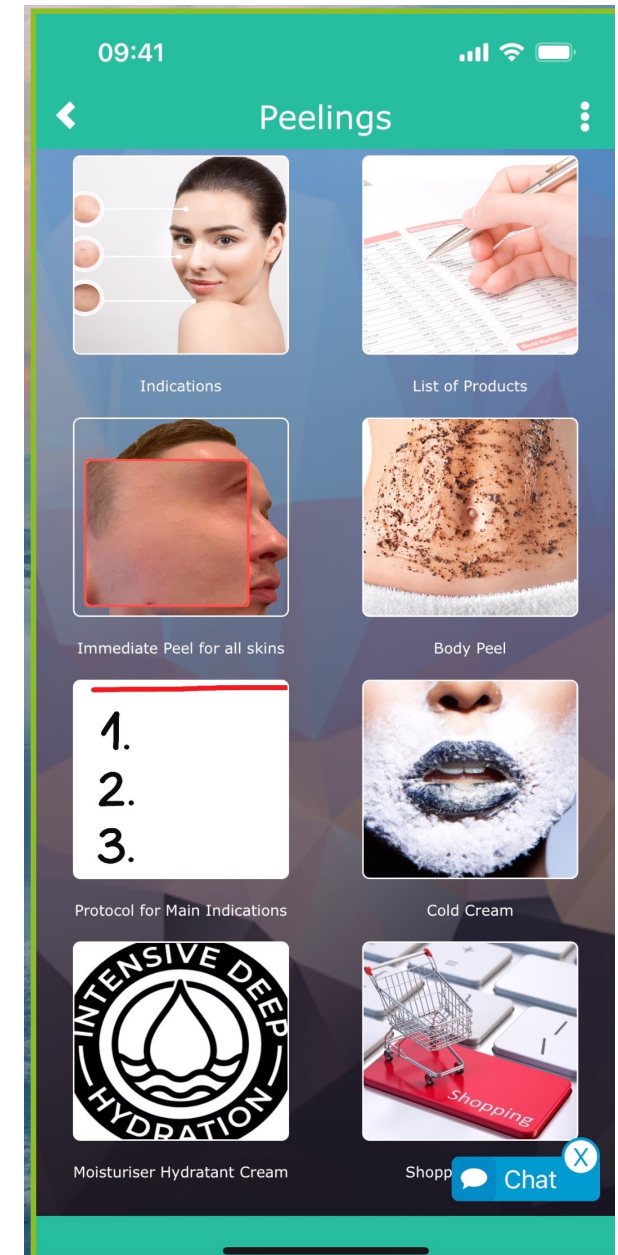 09:41
Peelings
Indications
List of Products
Immediate Peel for all skins
Body Peel
1.
2.
3.
Protocol for Main Indications
Cold Cream
INTENSIVE DEEP
HYDRATION
Shopping
Moisturiser Hydratant Cream
Shopp
Chat
X